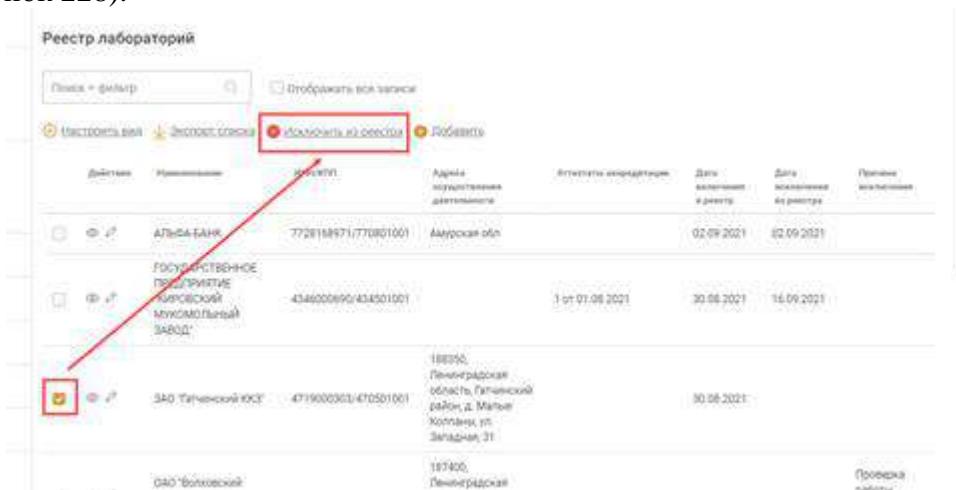 Реестр лабораторий
Поиск + фильтр
Отображать все записи
Настроить вид Экспорт списка Исключить из реестра Добавить
Действия Наименование ИНН/КПП Адреса осуществления деятельности Аттестаты аккредитации Дата включения в реестр Дата исключения из реестра Причина исключения
АЛЬФА-БАНК 7728168971/770801001 Амурская обл 02.09.2021 02.09.2021
ГОСУДАРСТВЕННОЕ
ПРЕДПРИЯТИЕ
"КИРОВСКИЙ
МУКОМОЛЬНЫЙ
ЗАВОД"
4346000690/434501001 1 от 01.08.2021 30.08.2021 16.09.2021
188350,
Ленинградская
область, Гатчинский
район, д. Малые
Колпаны, ул.
Западная, 31
ЗАО "Гатчинский ККЗ" 4719000303/470501001 30.08.2021
ОАО "Волховский
187400,
Ленинградская
Проверка